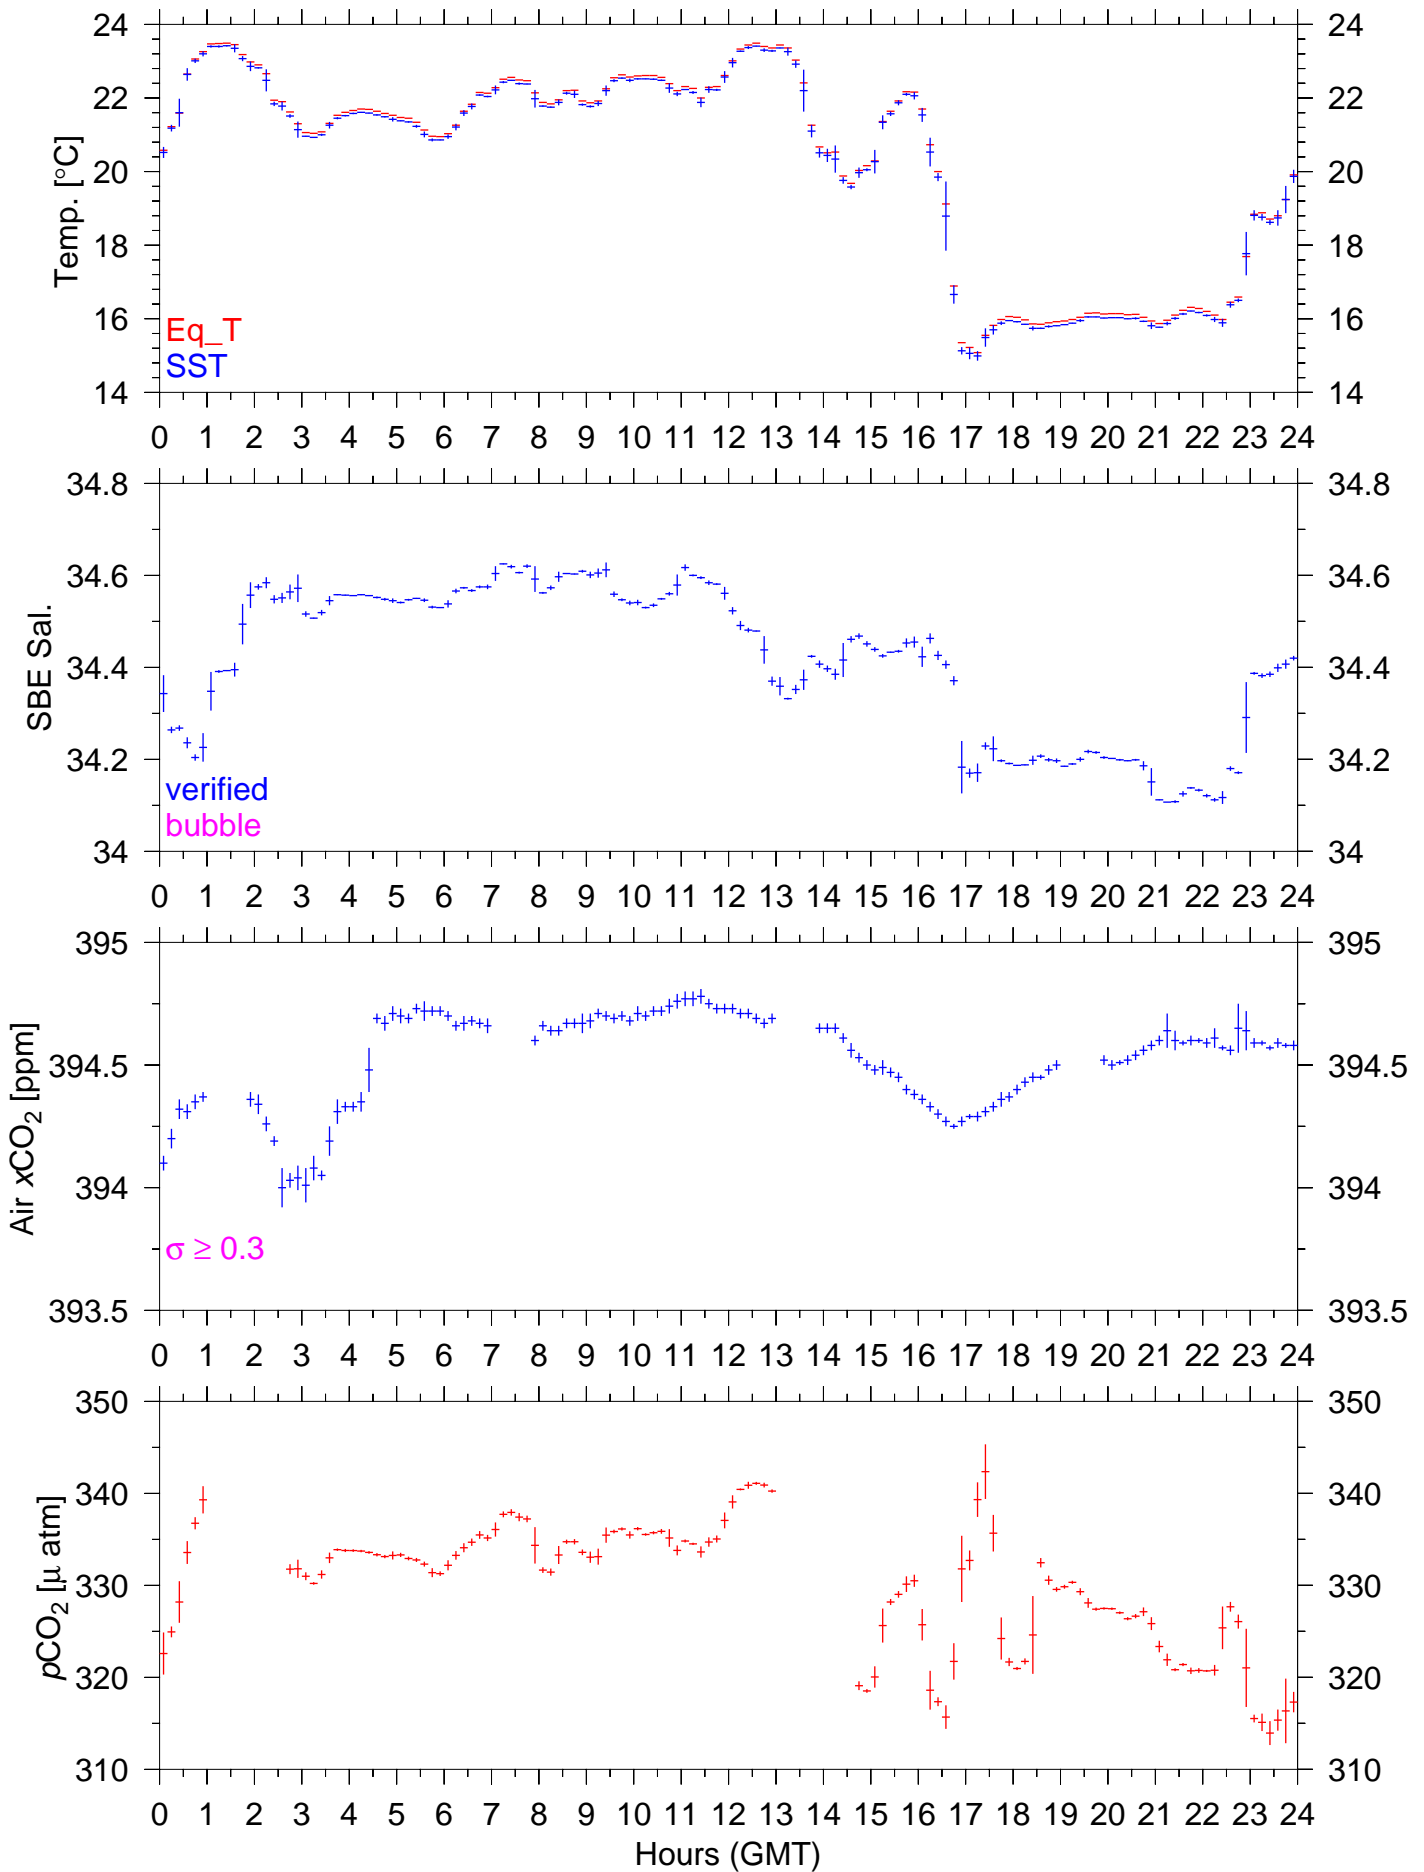 24 24
22 22
20 20
Temp. [°C]
18 18
16 16
Eq_T
SST
14 14
0 1 2 3 4 5 6 7 8 9 10 11 12 13 14 15 16 17 18 19 20 21 22 23 24
34.8 34.8
34.6 34.6
SBE Sal.
34.4 34.4
34.2 34.2
verified
bubble
34 34
0 1 2 3 4 5 6 7 8 9 10 11 12 13 14 15 16 17 18 19 20 21 22 23 24
395 395
394.5 394.5
Air xCO₂ [ppm]
394 394
σ ≥ 0.3
393.5 393.5
0 1 2 3 4 5 6 7 8 9 10 11 12 13 14 15 16 17 18 19 20 21 22 23 24
350 350
340 340
pCO₂ [μ atm]
330 330
320 320
310 310
0 1 2 3 4 5 6 7 8 9 10 11 12 13 14 15 16 17 18 19 20 21 22 23 24
Hours (GMT)